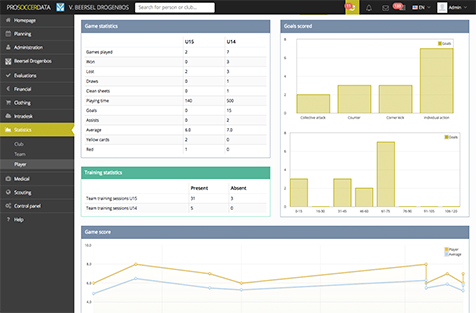 PROSOCCERDATA
V. BEERSEL DROGENBOS
Search for person or club...
EN
Admin
Homepage
Planning
Administration
Beersel Drogenbos
Evaluations
Financial
Clothing
Intradesk
Statistics
Club
Team
Player
Medical
Scouting
Control panel
Help
Game statistics
U15 U14
Games played 2 7
Won 0 3
Lost 2 3
Draws 0 1
Clean sheets 0 1
Playing time 140 500
Goals 0 15
Assists 0 2
Average 6.0 7.0
Yellow cards 2 0
Red 1 0
Training statistics
Present Absent
Team training sessions U15 31 3
Team training sessions U14 5 0
Goals scored
Goals
8
6
4
2
0
Collective attack Counter Corner kick Individual action
Goals
8
6
4
2
0
0-15 16-30 31-45 46-60 61-75 76-90 91-105 106-120
Game score
Player
Average
10.0
8.0
6.0
4.0